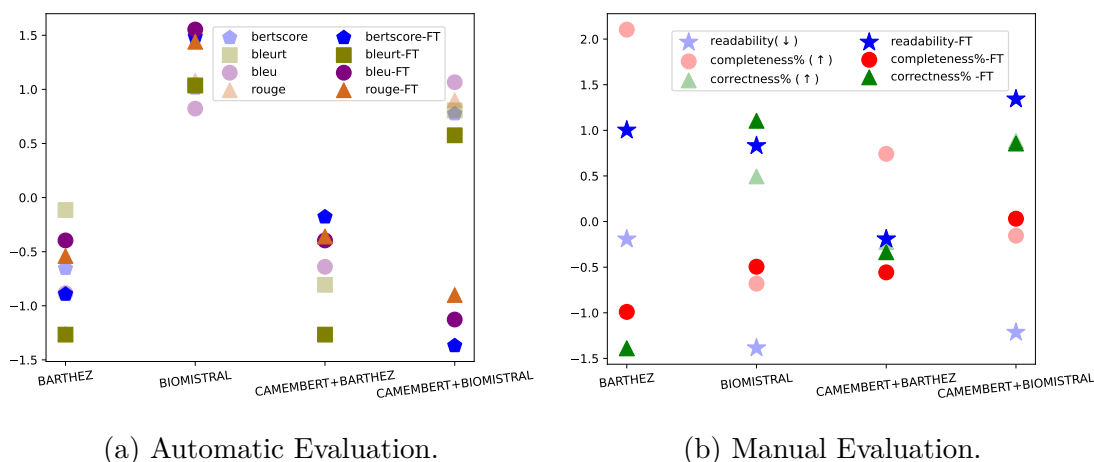 1.5
1.0
0.5
0.0
−0.5
−1.0
−1.5
bertscore
bleurt
bleu
rouge
bertscore-FT
bleurt-FT
bleu-FT
rouge-FT
BARTHEZ
BIOMISTRAL
CAMEMBERT+BARTHEZ
CAMEMBERT+BIOMISTRAL
(a) Automatic Evaluation.
2.0
1.5
1.0
0.5
0.0
−0.5
−1.0
−1.5
readability(↓)
completeness% (↑)
correctness% (↑)
readability-FT
completeness%-FT
correctness% -FT
BARTHEZ
BIOMISTRAL
CAMEMBERT+BARTHEZ
CAMEMBERT+BIOMISTRAL
(b) Manual Evaluation.